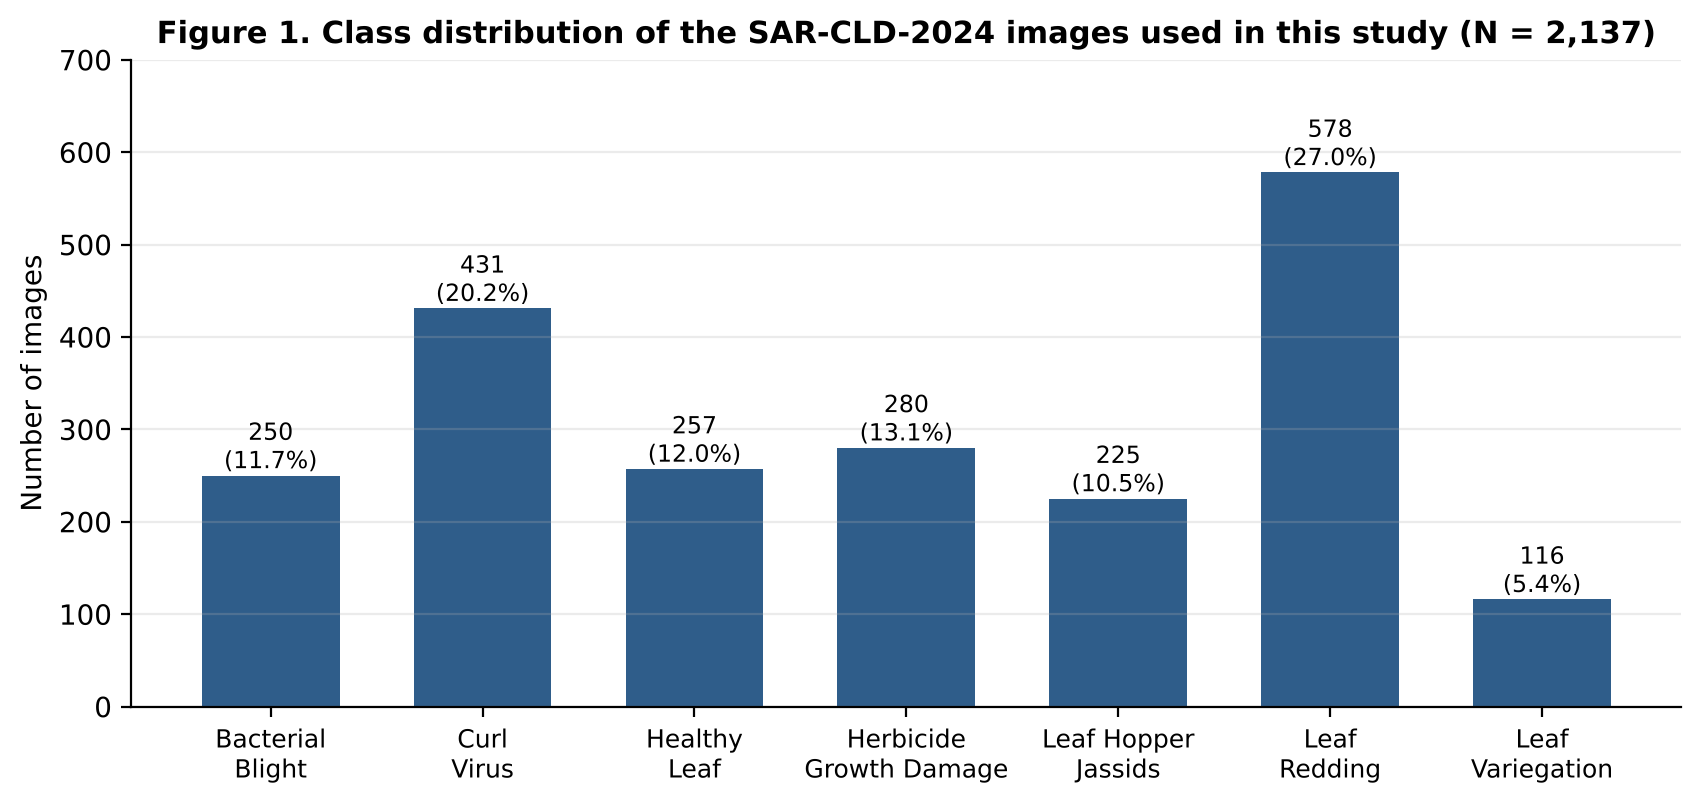 Figure 1. Class distribution of the SAR-CLD-2024 images used in this study (N = 2,137)
Number of images
700
600
500
400
300
200
100
0
250
(11.7%)
431
(20.2%)
257
(12.0%)
280
(13.1%)
225
(10.5%)
578
(27.0%)
116
(5.4%)
Bacterial
Blight
Curl
Virus
Healthy
Leaf
Herbicide
Growth Damage
Leaf Hopper
Jassids
Leaf
Redding
Leaf
Variegation